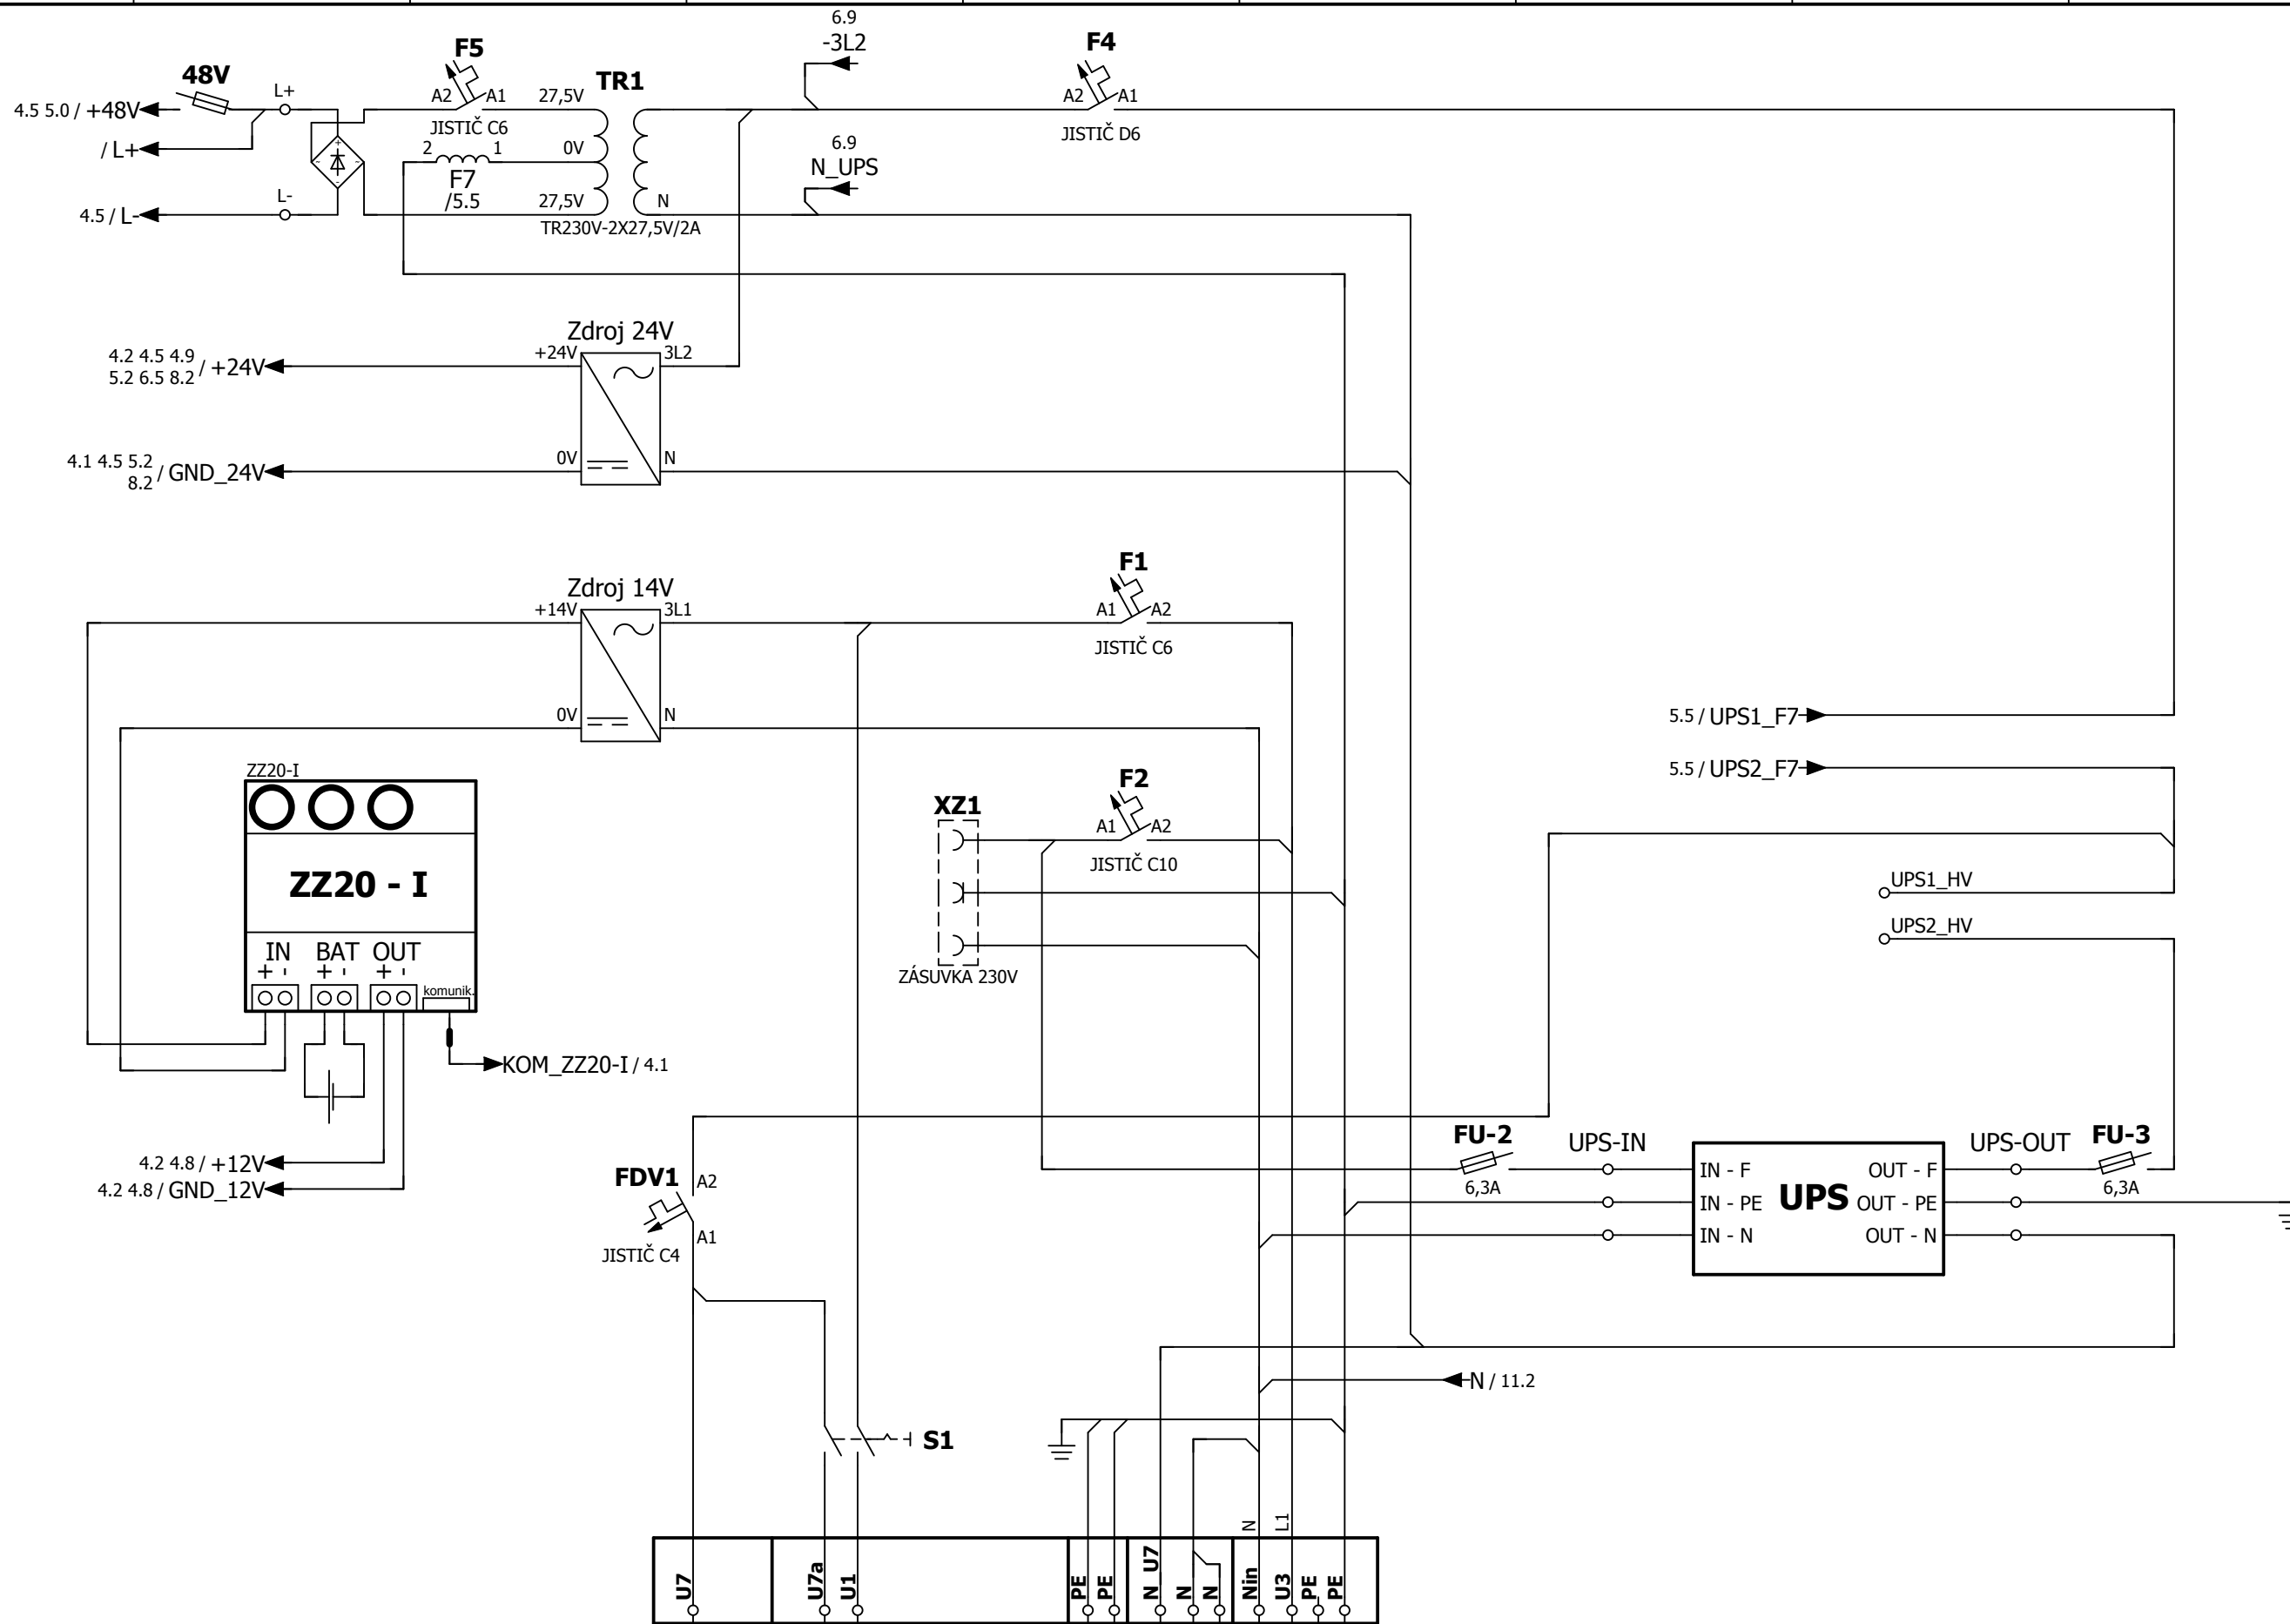 6.9
-3L2
F5
F4
48V
TR1
L+
A2
A1
27,5V
A2
A1
4.5 5.0 / +48V
JISTIČ C6
JISTIČ D6
/ L+
2
1
0V
6.9
N_UPS
F7
/5.5
L-
27,5V
N
4.5 / L-
TR230V-2X27,5V/2A
Zdroj 24V
4.2 4.5 4.9
5.2 6.5 8.2 / +24V
+24V
3L2
4.1 4.5 5.2
8.2 / GND_24V
0V
N
F1
Zdroj 14V
+14V
3L1
A1
A2
JISTIČ C6
0V
N
5.5 / UPS1_F7
5.5 / UPS2_F7
ZZ20-I
F2
XZ1
A1
A2
JISTIČ C10
ZZ20 - I
UPS1_HV
UPS2_HV
IN
BAT
OUT
+ -
+ -
+ -
komunik.
ZÁSUVKA 230V
KOM_ZZ20-I / 4.1
FU-2
UPS-IN
UPS-OUT
FU-3
4.2 4.8 / +12V
4.2 4.8 / GND_12V
FDV1
A2
A1
JISTIČ C4
6,3A
IN - F
IN - PE
IN - N
UPS
OUT - F
OUT - PE
OUT - N
6,3A
N / 11.2
S1
N
L1
U7
U7a
U1
PE
PE
N_U7
N
N
Nin
U3
PE
PE